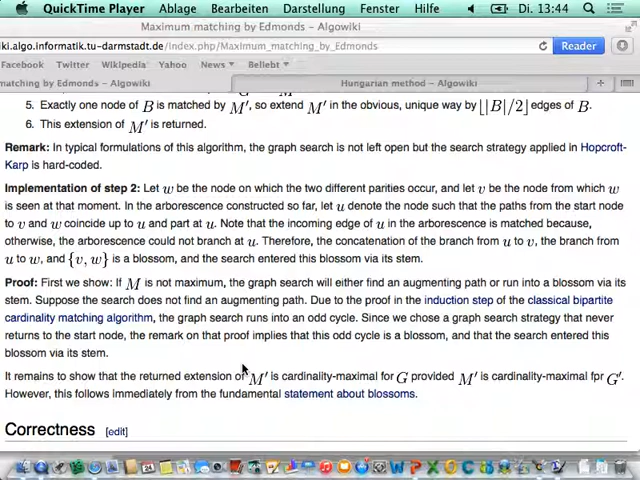 QuickTime Player Ablage Bearbeiten Darstellung Fenster Hilfe Di. 13:44
Maximum matching by Edmonds – Algowiki
iki.algo.informatik.tu-darmstadt.de/index.php/Maximum_matching_by_Edmonds Reader
Facebook Twitter Wikipedia Yahoo News Beliebt
matching by Edmonds – Algowiki Hungarian method – Algowiki
5. Exactly one node of B is matched by M′, so extend M′ in the obvious, unique way by ⌊|B|/2⌋ edges of B.
6. This extension of M′ is returned.
Remark: In typical formulations of this algorithm, the graph search is not left open but the search strategy applied in Hopcroft-
Karp is hard-coded.
Implementation of step 2: Let w be the node on which the two different parities occur, and let v be the node from which w
is seen at that moment. In the arborescence constructed so far, let u denote the node such that the paths from the start node
to v and w coincide up to u and part at u. Note that the incoming edge of u in the arborescence is matched because,
otherwise, the arborescence could not branch at u. Therefore, the concatenation of the branch from u to v, the branch from
u to w, and {v, w} is a blossom, and the search entered this blossom via its stem.
Proof: First we show: If M is not maximum, the graph search will either find an augmenting path or run into a blossom via its
stem. Suppose the search does not find an augmenting path. Due to the proof in the induction step of the classical bipartite
cardinality matching algorithm, the graph search runs into an odd cycle. Since we chose a graph search strategy that never
returns to the start node, the remark on that proof implies that this odd cycle is a blossom, and that the search entered this
blossom via its stem.
It remains to show that the returned extension of M′ is cardinality-maximal for G provided M′ is cardinality-maximal fpr G′.
However, this follows immediately from the fundamental statement about blossoms.
Correctness [edit]